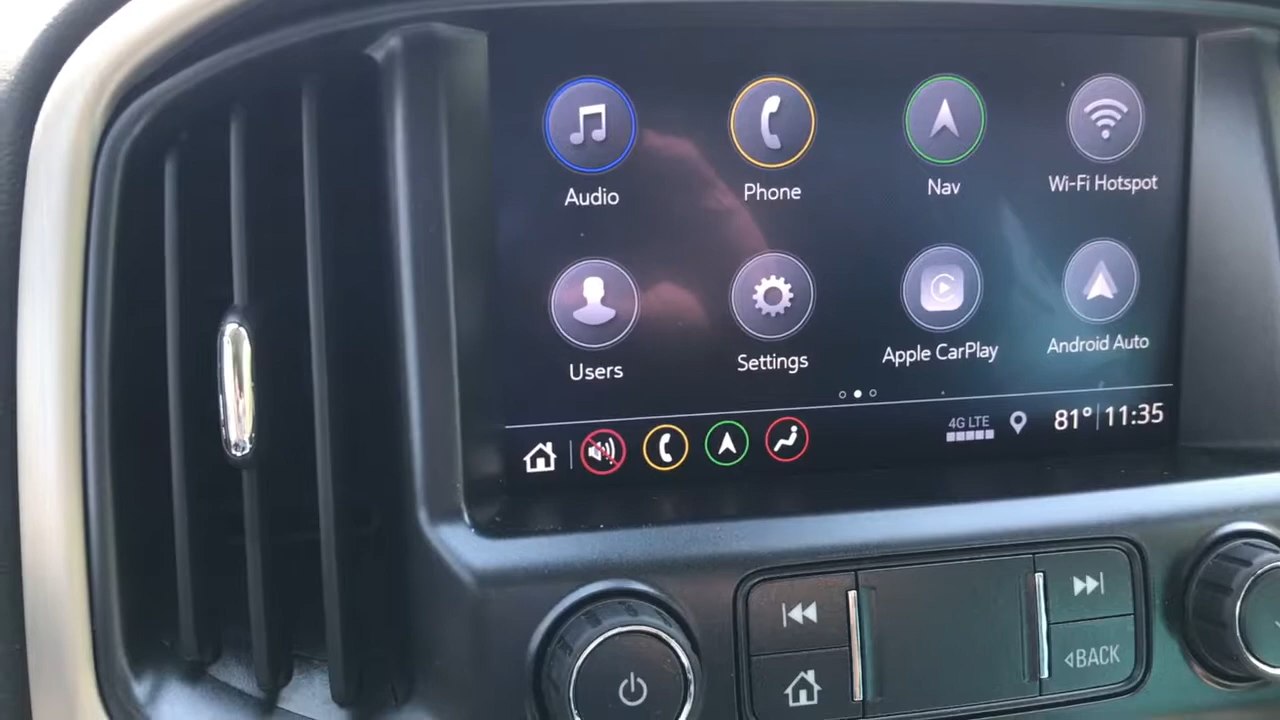 Audio
Phone
Nav
Wi-Fi Hotspot
Users
Settings
Apple CarPlay
Android Auto
4G LTE
81° 11:35
BACK